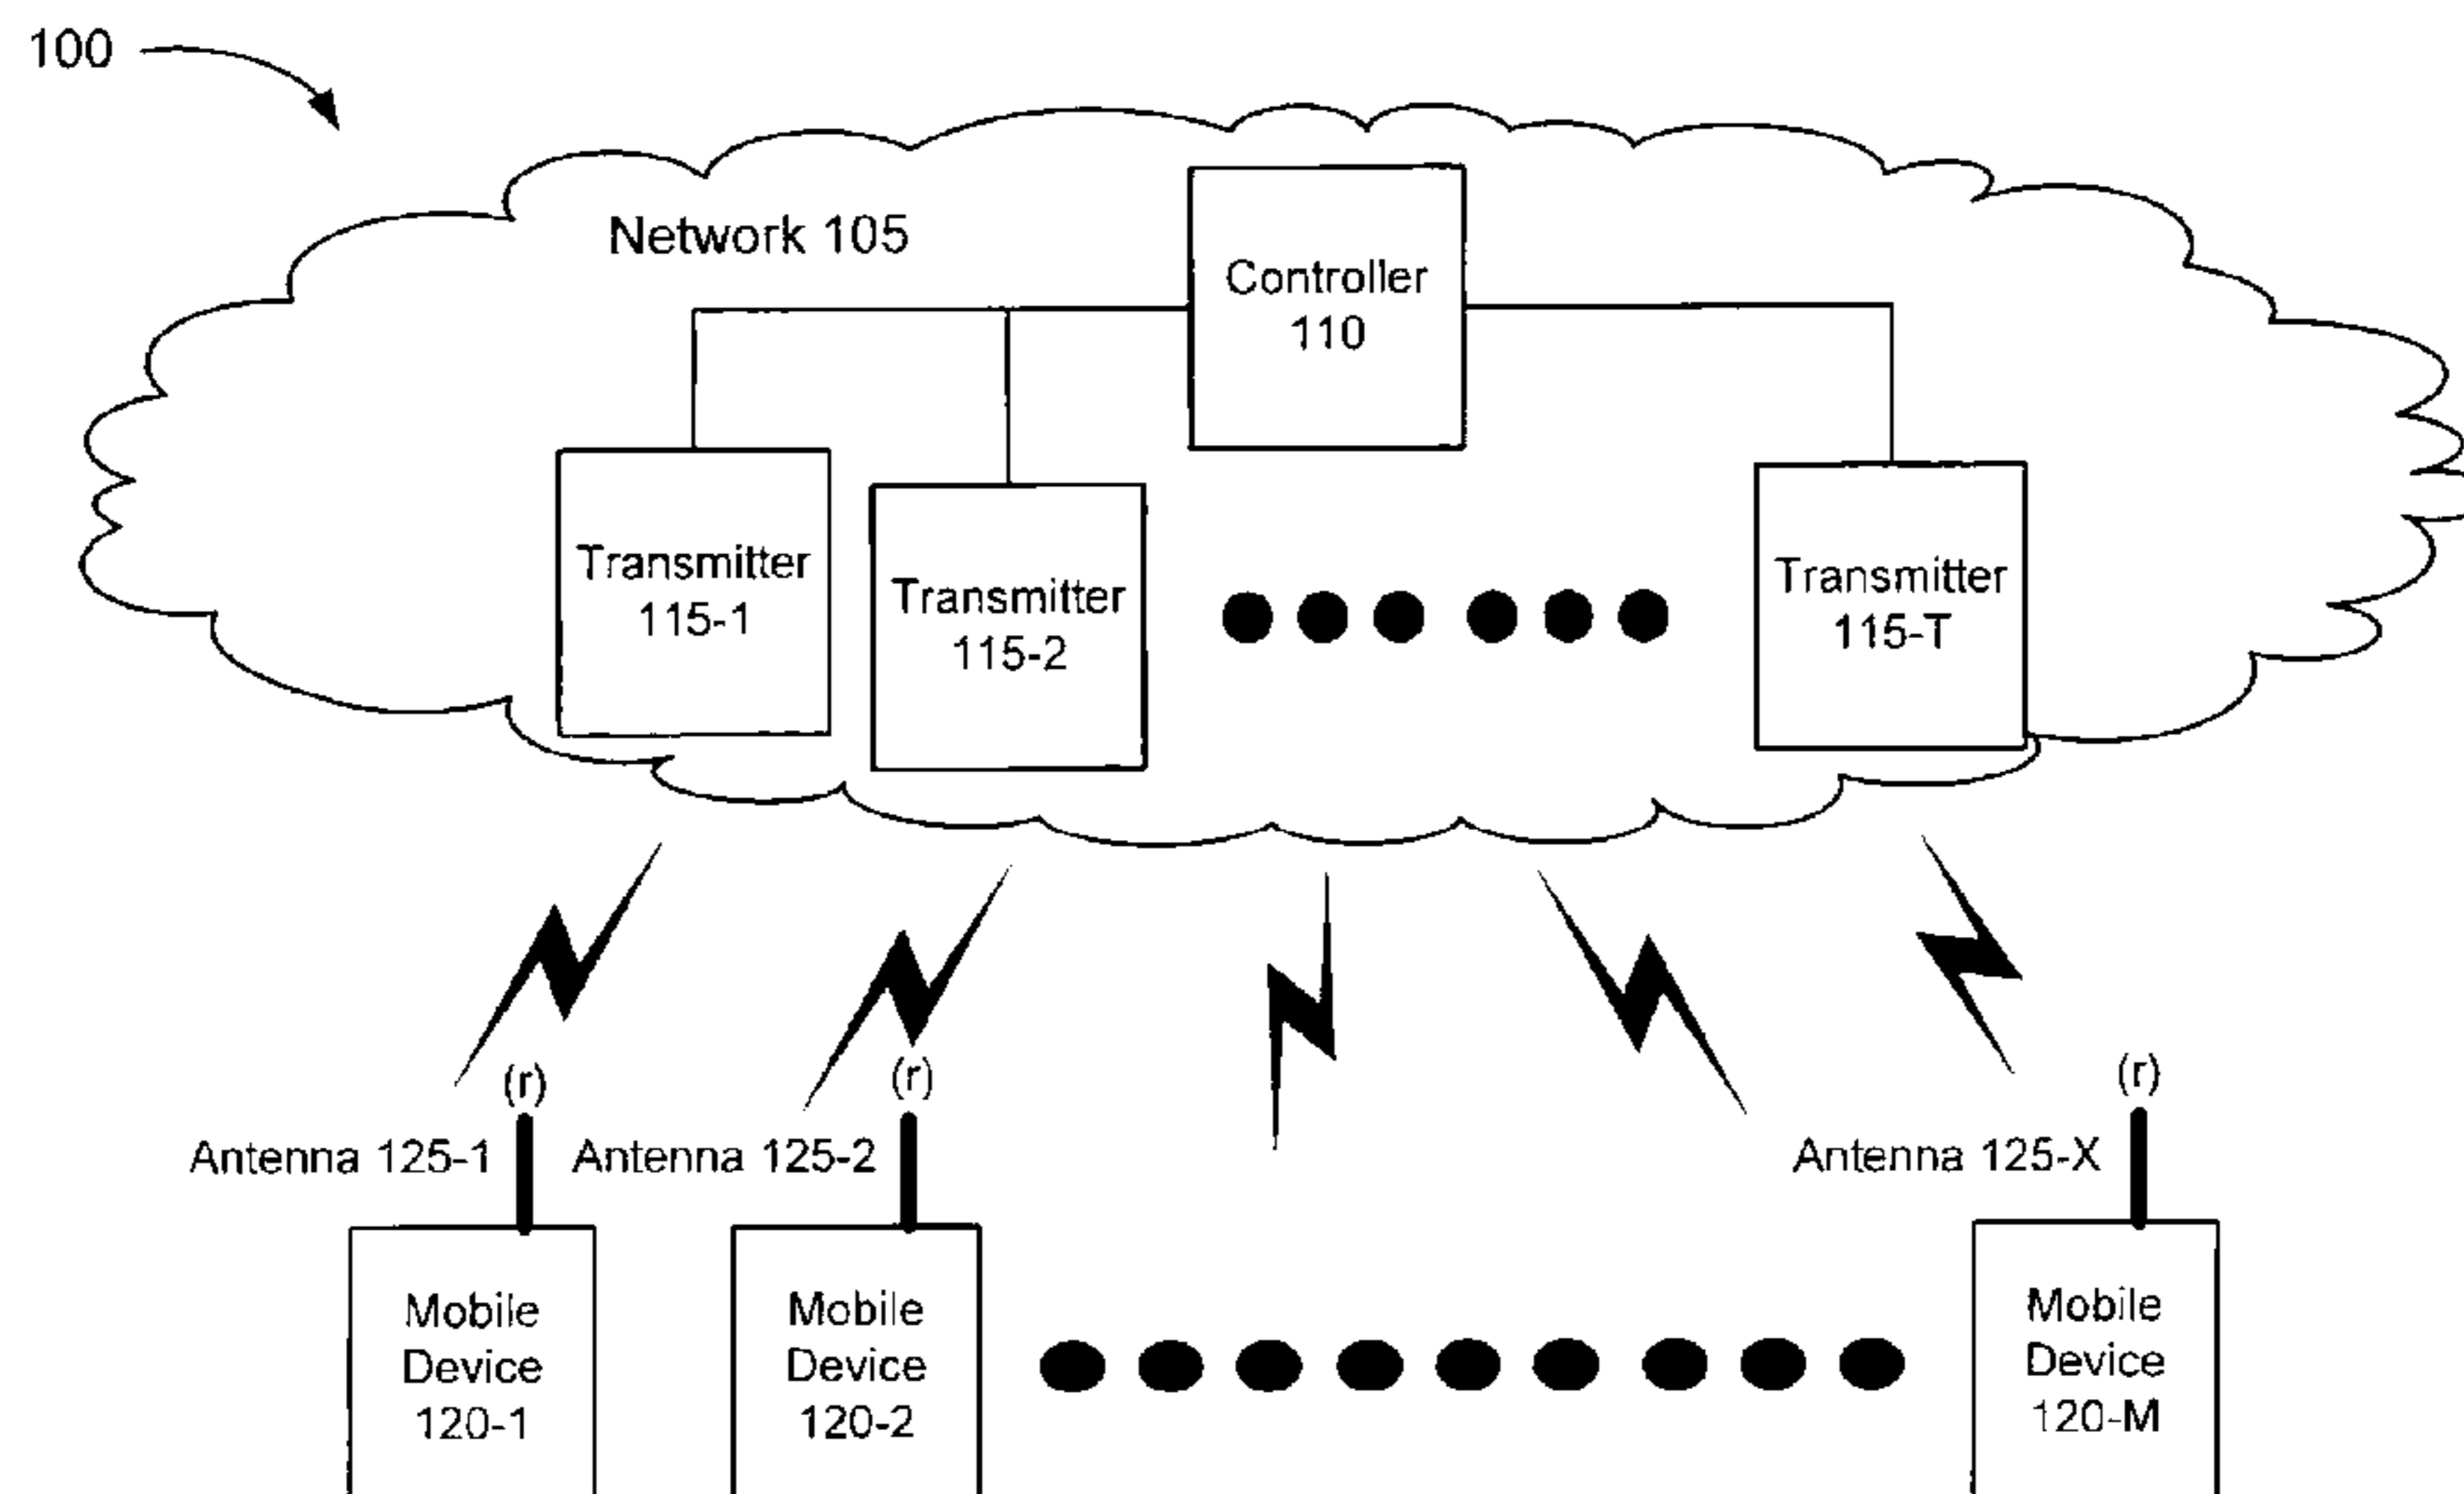 100
Network 105
Controller
110
Transmitter
115-1
Transmitter
115-2
Transmitter
115-T
(r)
(r)
(r)
Antenna 125-1
Antenna 125-2
Antenna 125-X
Mobile
Device
120-1
Mobile
Device
120-2
Mobile
Device
120-M